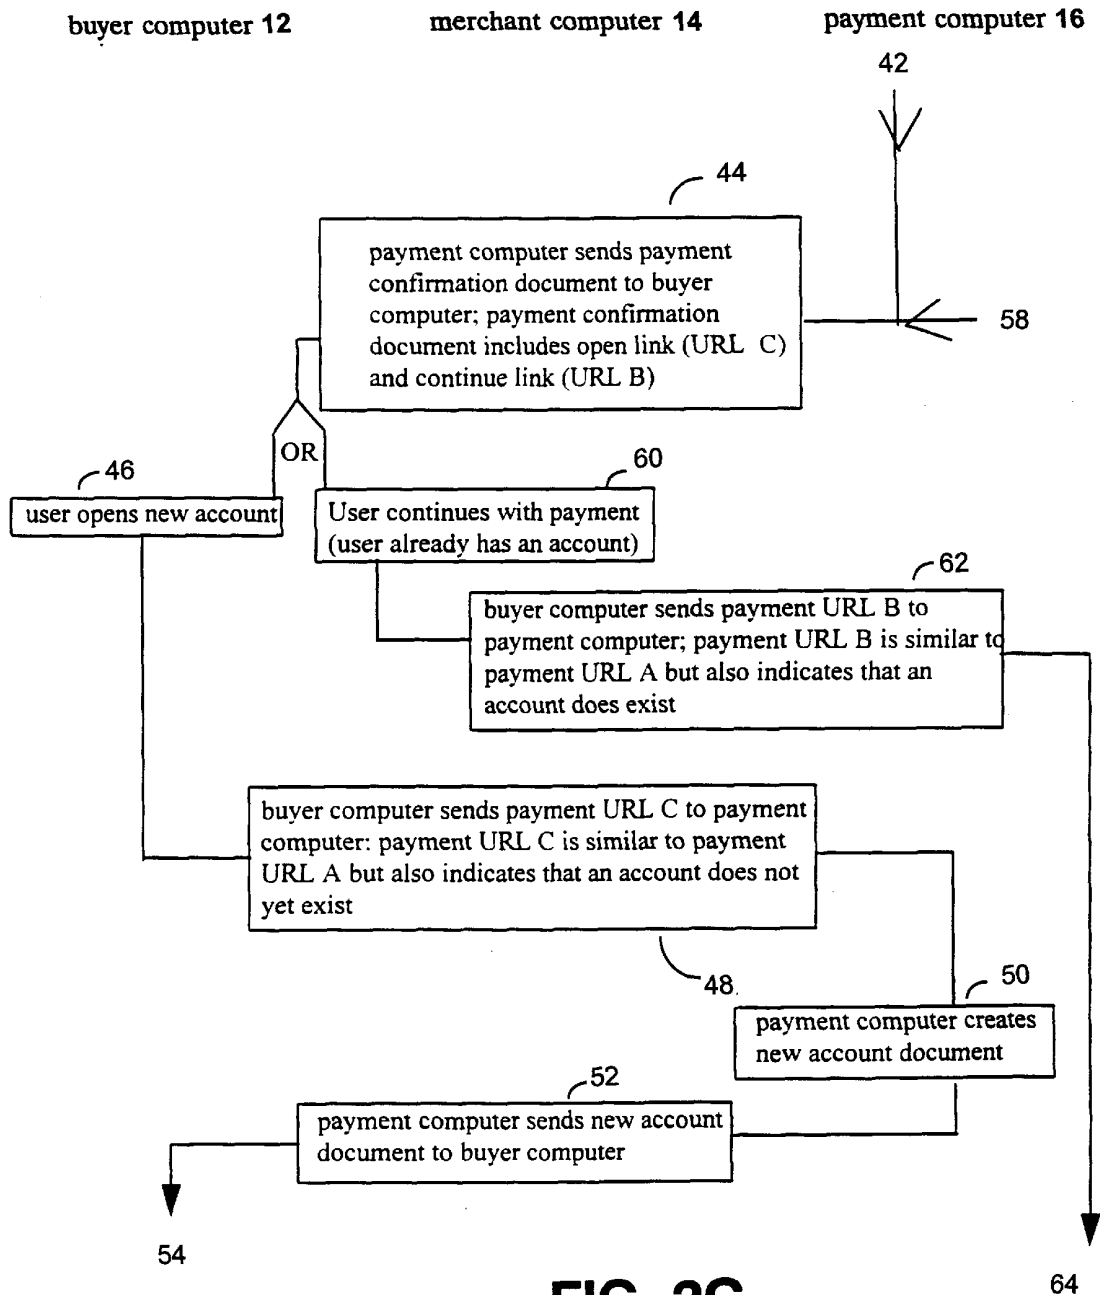 buyer computer 12 merchant computer 14 payment computer 16
42
44
payment computer sends payment
confirmation document to buyer
computer; payment confirmation
document includes open link (URL C)
and continue link (URL B)
58
OR
46
user opens new account
60
User continues with payment
(user already has an account)
62
buyer computer sends payment URL B to
payment computer; payment URL B is similar to
payment URL A but also indicates that an
account does exist
buyer computer sends payment URL C to payment
computer: payment URL C is similar to payment
URL A but also indicates that an account does not
yet exist
48
50
payment computer creates
new account document
52
payment computer sends new account
document to buyer computer
54
64